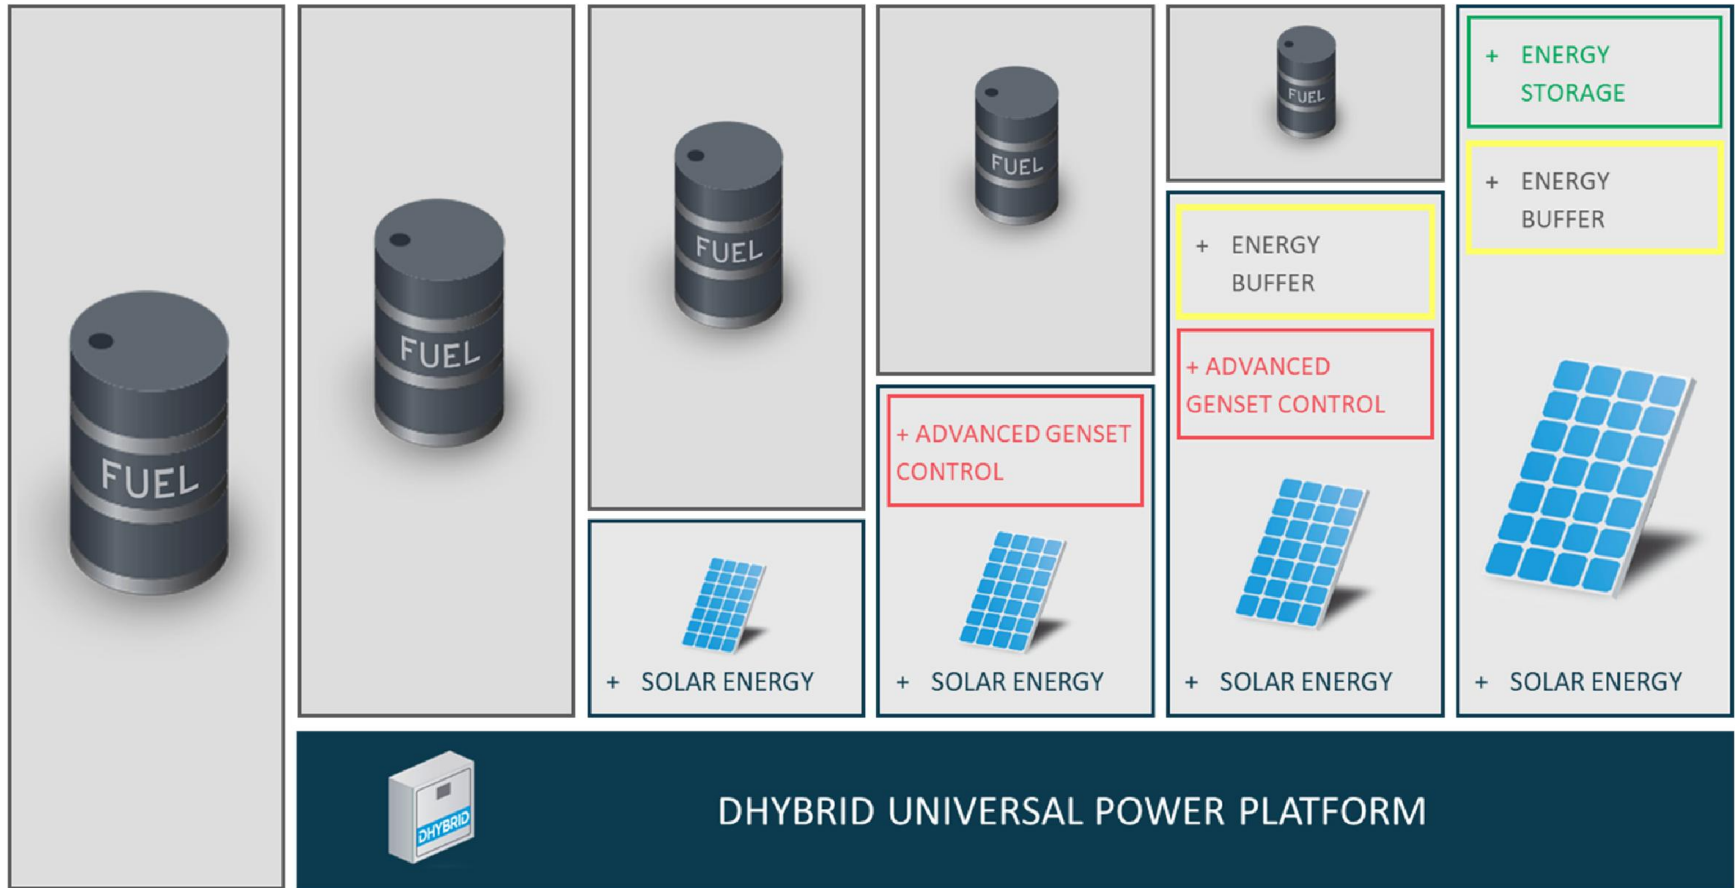 FUEL
FUEL
FUEL
+ SOLAR ENERGY
FUEL
+ ADVANCED GENSET
CONTROL
+ SOLAR ENERGY
FUEL
+ ENERGY
BUFFER
+ ADVANCED
GENSET CONTROL
+ SOLAR ENERGY
+ ENERGY
STORAGE
+ ENERGY
BUFFER
+ SOLAR ENERGY
DHYBRID
DHYBRID UNIVERSAL POWER PLATFORM